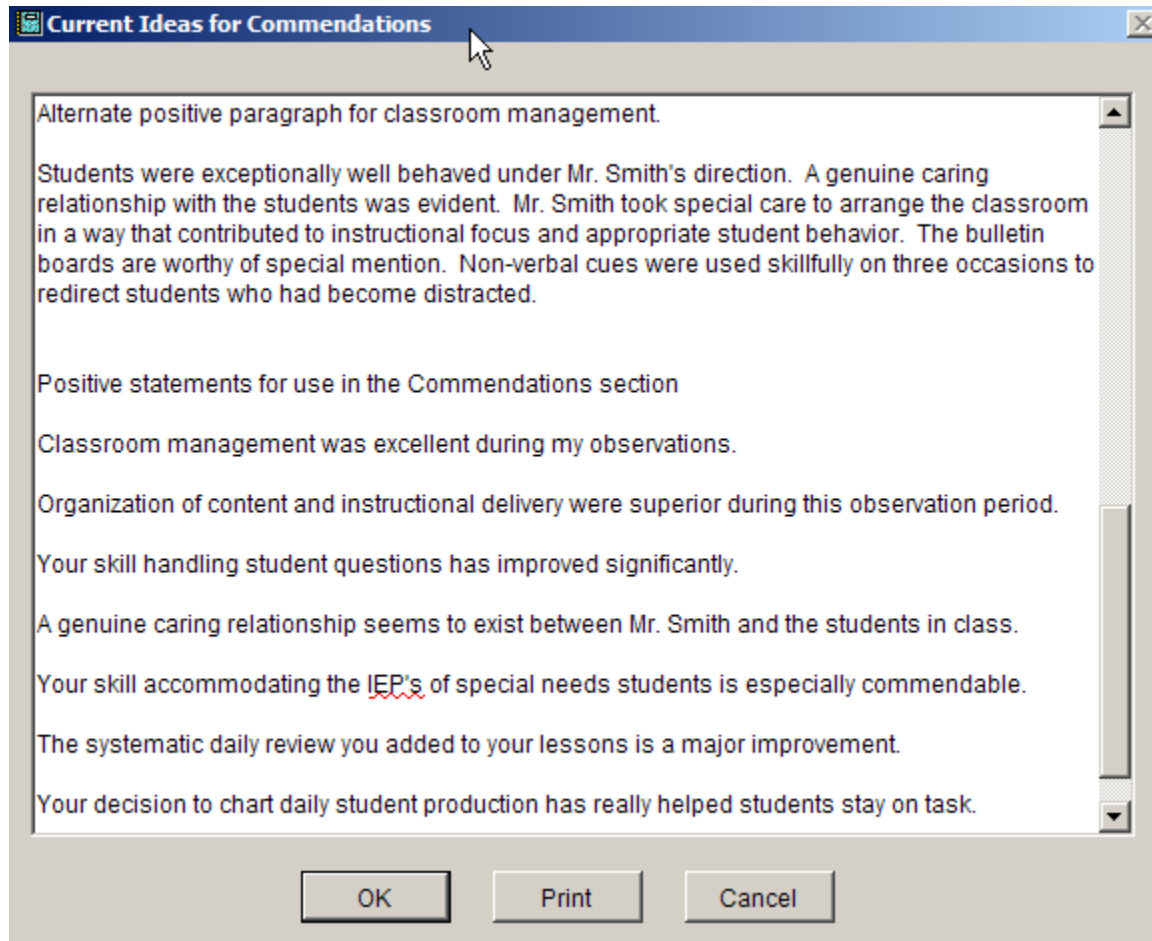 Current Ideas for Commendations
Alternate positive paragraph for classroom management.
Students were exceptionally well behaved under Mr. Smith's direction.  A genuine caring
relationship with the students was evident.  Mr. Smith took special care to arrange the classroom
in a way that contributed to instructional focus and appropriate student behavior.  The bulletin
boards are worthy of special mention.  Non-verbal cues were used skillfully on three occasions to
redirect students who had become distracted.
Positive statements for use in the Commendations section
Classroom management was excellent during my observations.
Organization of content and instructional delivery were superior during this observation period.
Your skill handling student questions has improved significantly.
A genuine caring relationship seems to exist between Mr. Smith and the students in class.
Your skill accommodating the IEP's of special needs students is especially commendable.
The systematic daily review you added to your lessons is a major improvement.
Your decision to chart daily student production has really helped students stay on task.
OK Print Cancel